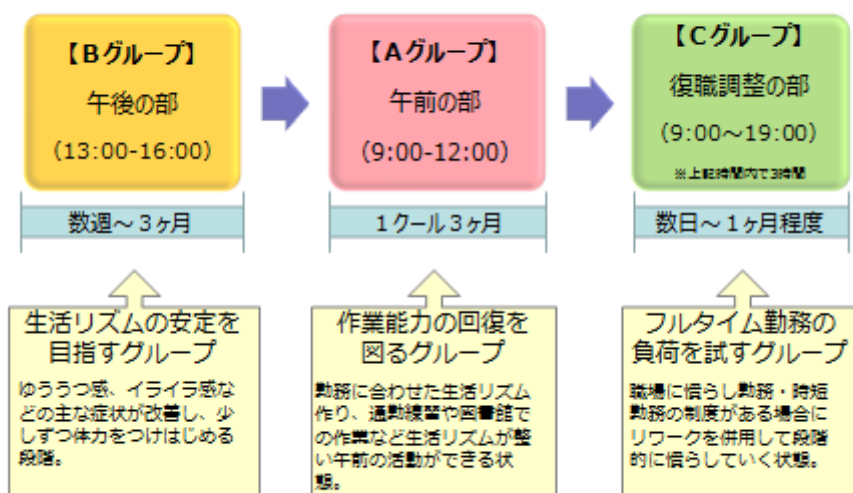 【Bグループ】
午後の部
（13:00-16:00）
【Aグループ】
午前の部
（9:00-12:00）
【Cグループ】
復職調整の部
（9:00～19:00）
※上記時間内で3時間
数週～３ヶ月
1クール３ヶ月
数日～１ヶ月程度
生活リズムの安定を
目指すグループ
ゆううつ感、イライラ感な
どの主な症状が改善し、少
しずつ体力をつけはじめる
段階。
作業能力の回復を
図るグループ
勤務に合わせた生活リズム
作り、通勤練習や図書館で
の作業など生活リズムが整
い午前の活動ができる状
態。
フルタイム勤務の
負荷を試すグループ
職場に慣らし勤務・時短
勤務の制度がある場合に
リワークを併用して段階
的に慣らしていく状態。